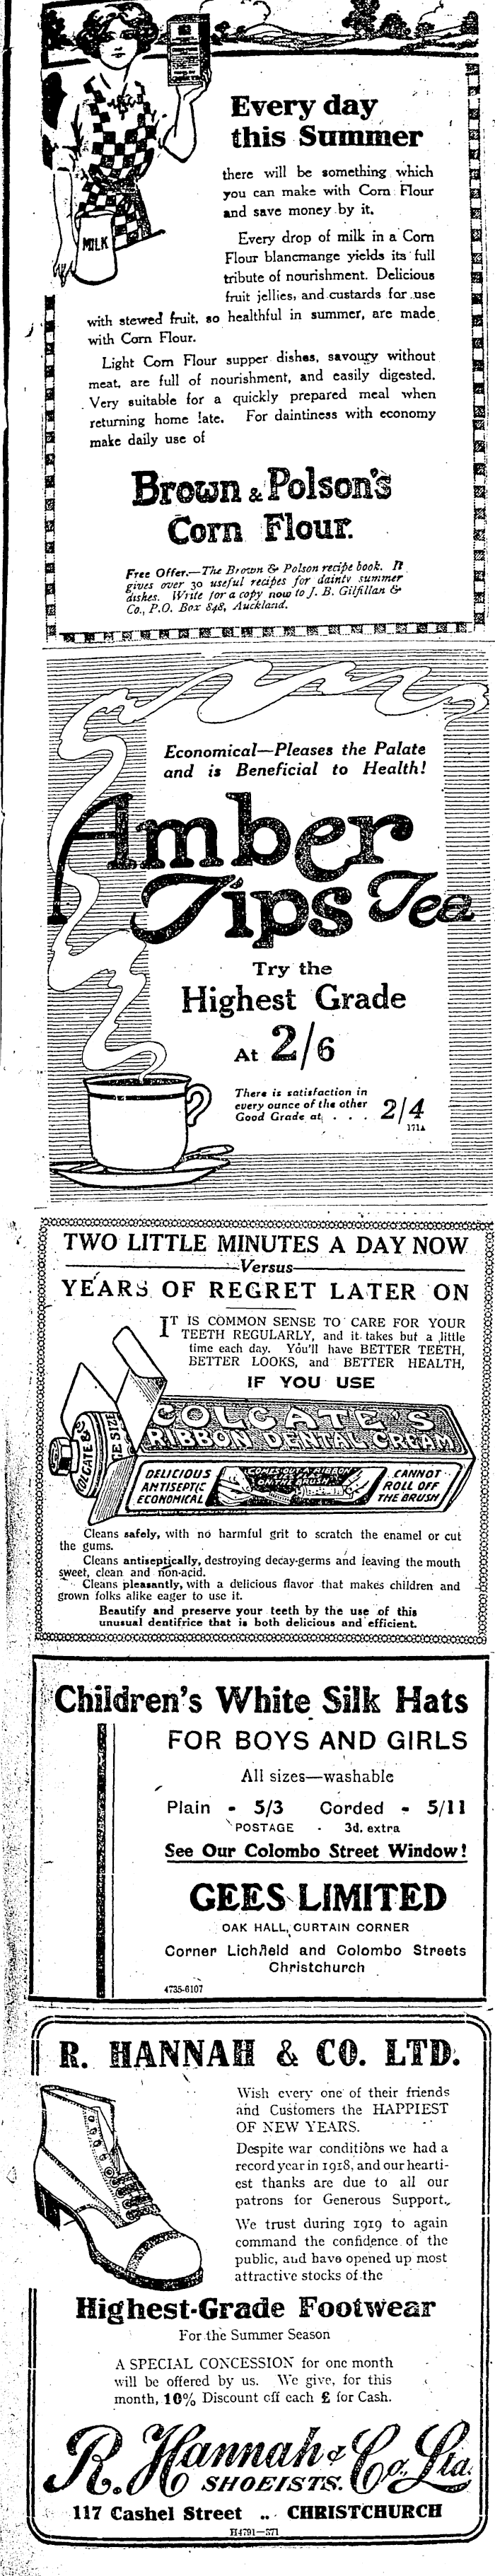 MILK
Every day
this Summer
there will be something which
you can make with Corn Flour
and save money by it.
Every drop of milk in a Corn
Flour blancmange yields its full
tribute of nourishment. Delicious
fruit jellies, and custards for use
with stewed fruit, so healthful in summer, are made
with Corn Flour.
Light Corn Flour supper dishes, savoury without
meat, are full of nourishment, and easily digested.
Very suitable for a quickly prepared meal when
returning home late. For daintiness with economy
make daily use of
Brown & Polson's
Corn Flour.
Free Offer.—The Brown & Polson recipe book. It
gives over 30 useful recipes for dainty summer
dishes. Write for a copy now to J. B. Gilfillan &
Co., P.O. Box 848, Auckland.
Economical—Pleases the Palate
and is Beneficial to Health!
Amber
Tips Tea
Try the
Highest Grade
At 2/6
There is satisfaction in
every ounce of the other
Good Grade at . . . 2/4
171A
TWO LITTLE MINUTES A DAY NOW
Versus
YEARS OF REGRET LATER ON
IT IS COMMON SENSE TO CARE FOR YOUR
TEETH REGULARLY, and it takes but a little
time each day. You'll have BETTER TEETH,
BETTER LOOKS, and BETTER HEALTH,
IF YOU USE
COLGATE'S
RIBBON DENTAL CREAM
COLGATE &
E SIZE
DELICIOUS
ANTISEPTIC
ECONOMICAL
CANNOT
ROLL OFF
THE BRUSH
Cleans safely, with no harmful grit to scratch the enamel or cut
the gums.
Cleans antiseptically, destroying decay-germs and leaving the mouth
sweet, clean and non-acid.
Cleans pleasantly, with a delicious flavor that makes children and
grown folks alike eager to use it.
Beautify and preserve your teeth by the use of this
unusual dentifrice that is both delicious and efficient.
Children's White Silk Hats
FOR BOYS AND GIRLS
All sizes—washable
Plain - 5/3 Corded - 5/11
POSTAGE - 3d. extra
See Our Colombo Street Window!
GEES LIMITED
OAK HALL, CURTAIN CORNER
Corner Lichfield and Colombo Streets
Christchurch
4735-6107
R. HANNAH & CO. LTD.
Wish every one of their friends
and Customers the HAPPIEST
OF NEW YEARS.
Despite war conditions we had a
record year in 1918, and our hearti-
est thanks are due to all our
patrons for Generous Support.
We trust during 1919 to again
command the confidence of the
public, and have opened up most
attractive stocks of the
Highest-Grade Footwear
For the Summer Season
A SPECIAL CONCESSION for one month
will be offered by us. We give, for this
month, 10% Discount off each £ for Cash.
R. Hannah & Co. Ltd.
SHOEISTS.
117 Cashel Street .. CHRISTCHURCH
H4791—371